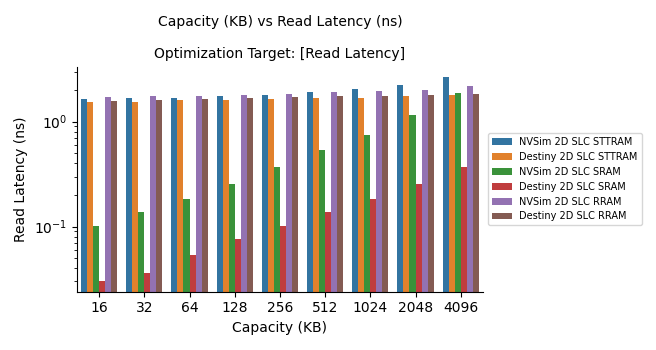 Capacity (KB) vs Read Latency (ns)
Optimization Target: [Read Latency]
Read Latency (ns)
10⁰
10⁻¹
16 32 64 128 256 512 1024 2048 4096
Capacity (KB)
NVSim 2D SLC STTRAM
Destiny 2D SLC STTRAM
NVSim 2D SLC SRAM
Destiny 2D SLC SRAM
NVSim 2D SLC RRAM
Destiny 2D SLC RRAM